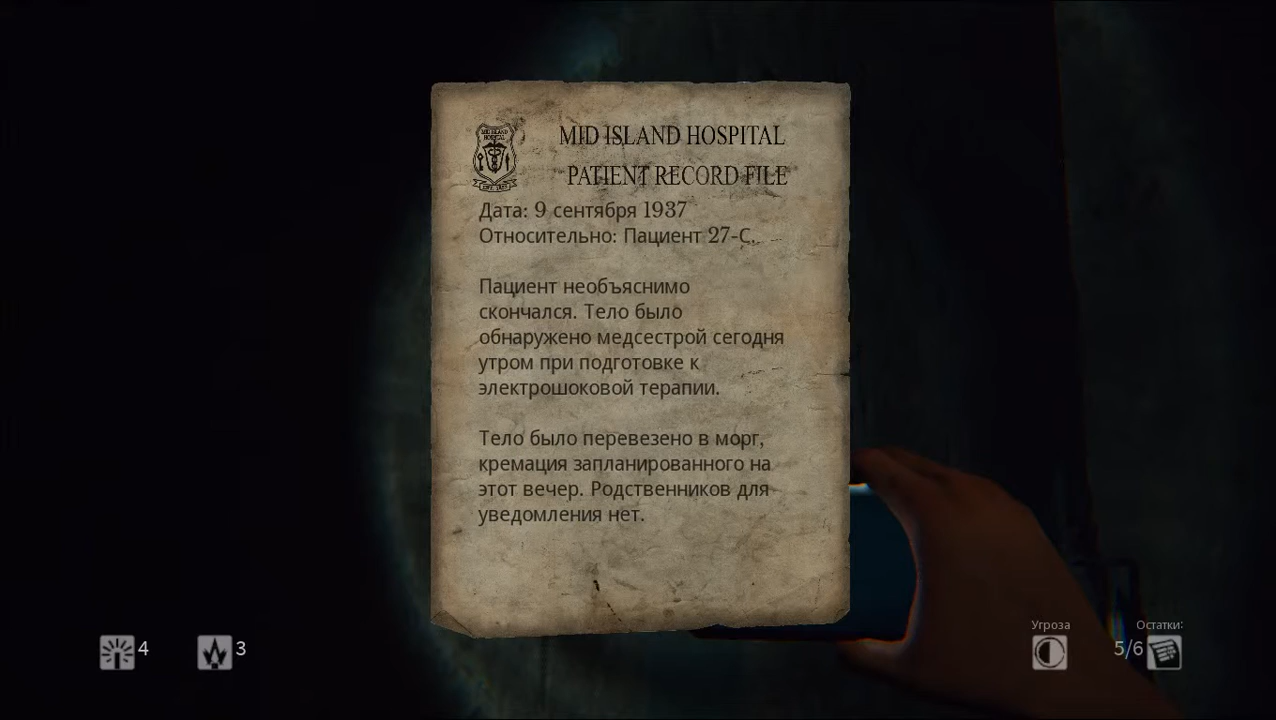 MID ISLAND HOSPITAL
PATIENT RECORD FILE
Дата: 9 сентября 1937
Относительно: Пациент 27-C.
Пациент необъяснимо
скончался. Тело было
обнаружено медсестрой сегодня
утром при подготовке к
электрошоковой терапии.
Тело было перевезено в морг,
кремация запланированного на
этот вечер. Родственников для
уведомления нет.
4
3
Угроза
Остатки:
5/6